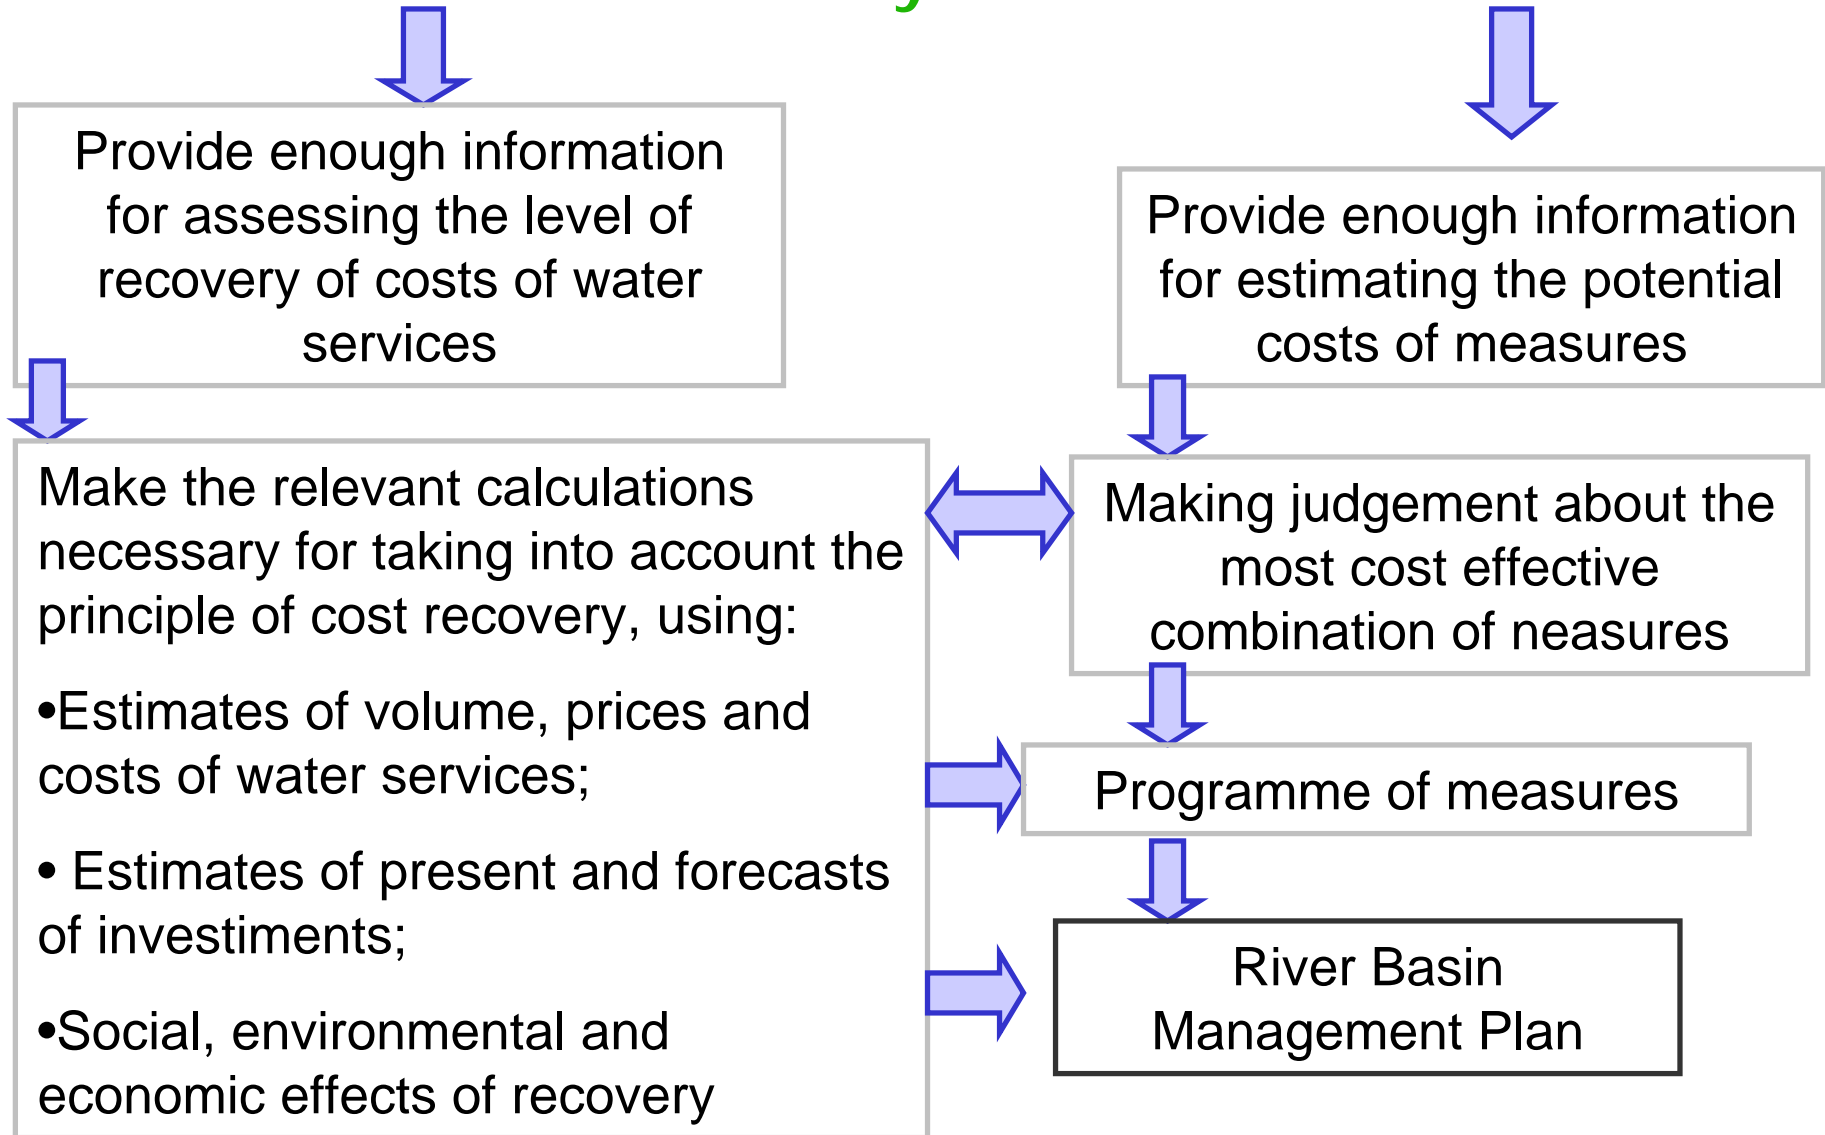 Provide enough information
for assessing the level of
recovery of costs of water
services
Provide enough information
for estimating the potential
costs of measures
Make the relevant calculations
necessary for taking into account the
principle of cost recovery, using:
•Estimates of volume, prices and
costs of water services;
• Estimates of present and forecasts
of investiments;
•Social, environmental and
economic effects of recovery
Making judgement about the
most cost effective
combination of neasures
Programme of measures
River Basin
Management Plan